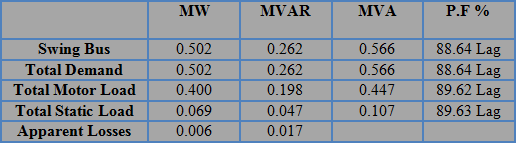 MW MVAR MVA P.F %
Swing Bus 0.502 0.262 0.566 88.64 Lag
Total Demand 0.502 0.262 0.566 88.64 Lag
Total Motor Load 0.400 0.198 0.447 89.62 Lag
Total Static Load 0.069 0.047 0.107 89.63 Lag
Apparent Losses 0.006 0.017